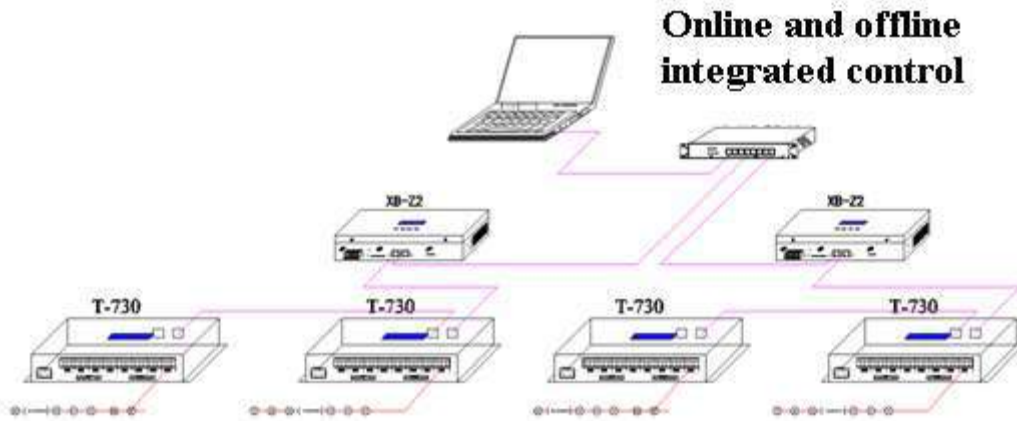 Online and offline
integrated control
XB-Z2
XB-Z2
T-730
T-730
T-730
T-730